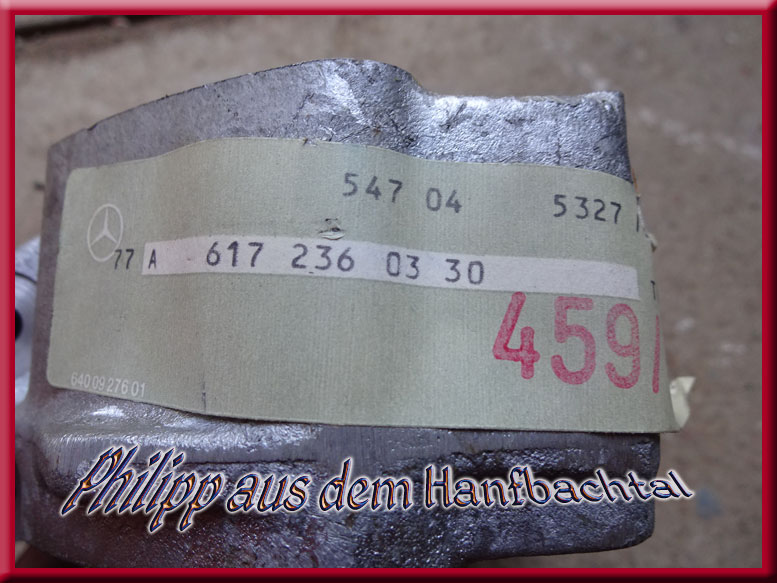 547 04 5327
77 A 617 236 03 30
459/
640 09 276 01
Philipp aus dem Hanfbachtal